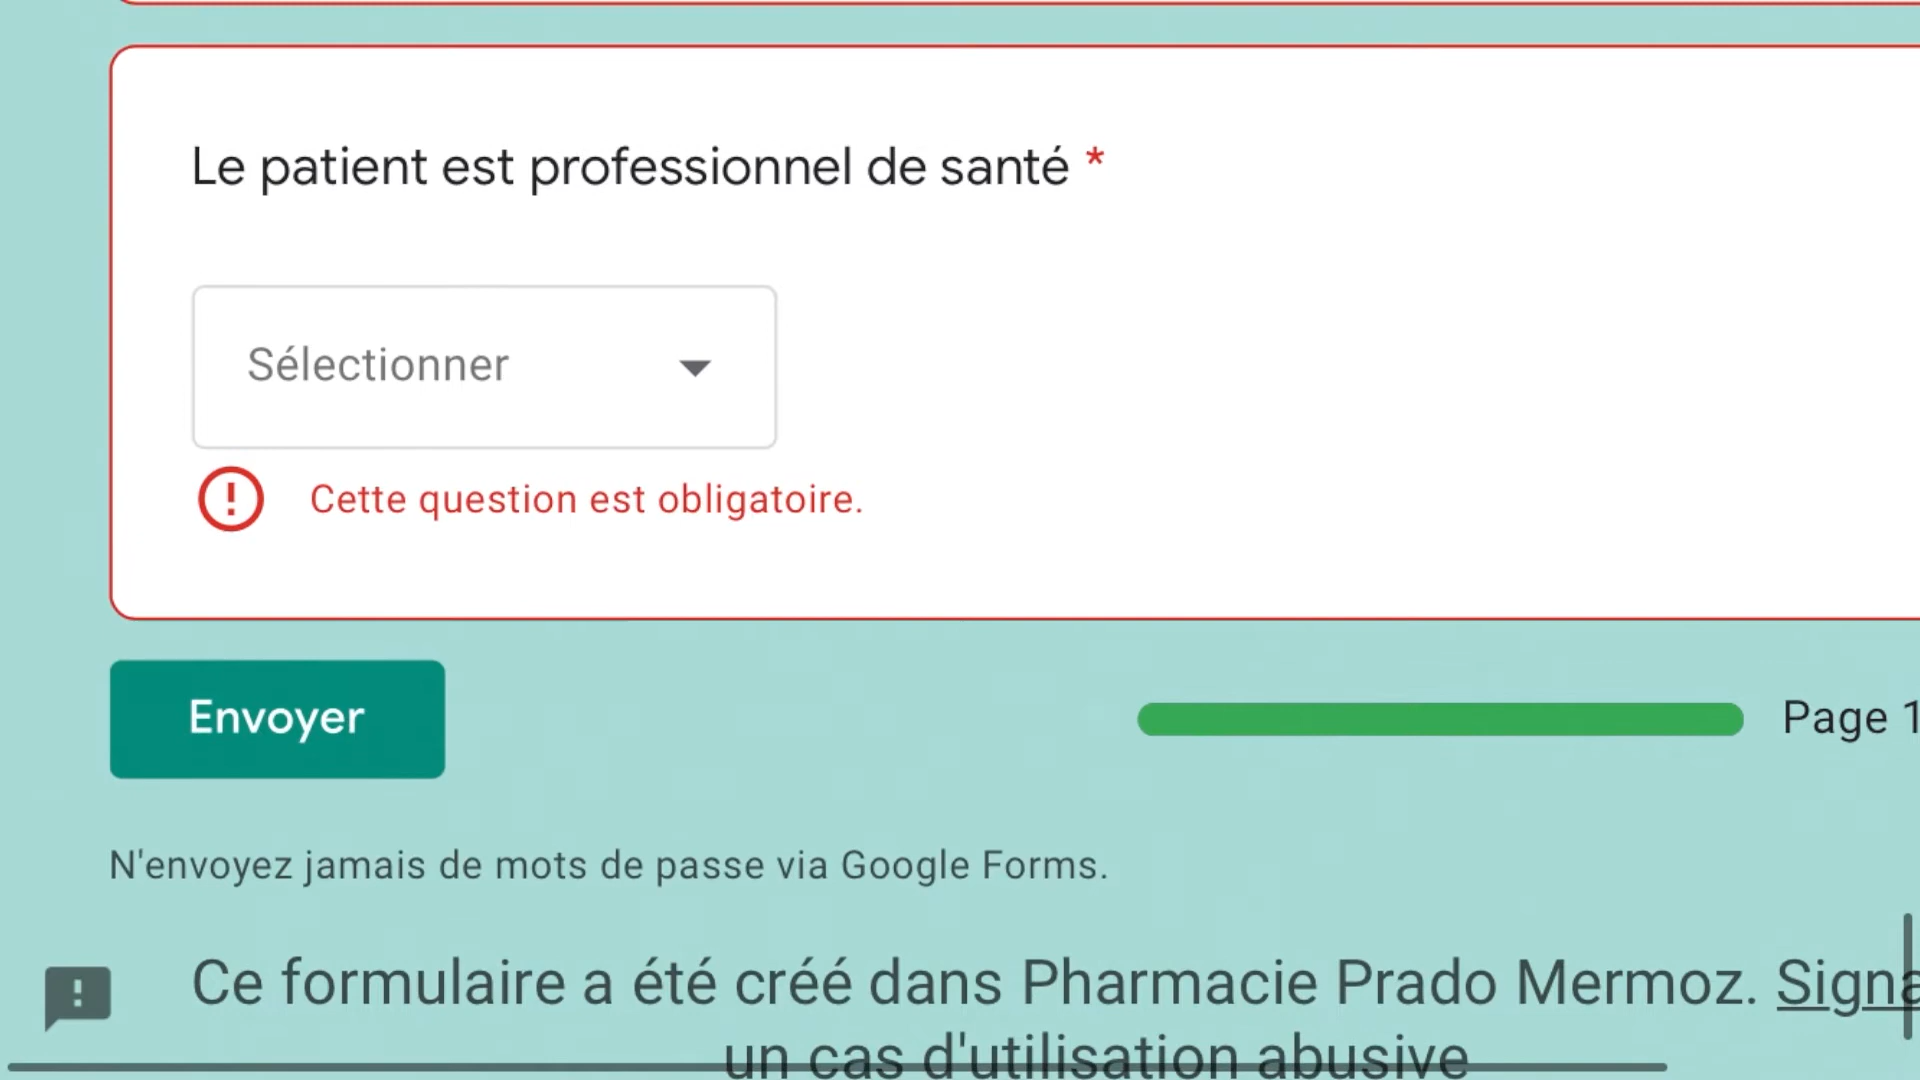 Le patient est professionnel de santé *
Sélectionner
Cette question est obligatoire.
Envoyer
Page 1
N'envoyez jamais de mots de passe via Google Forms.
Ce formulaire a été créé dans Pharmacie Prado Mermoz. Signa
un cas d'utilisation abusive